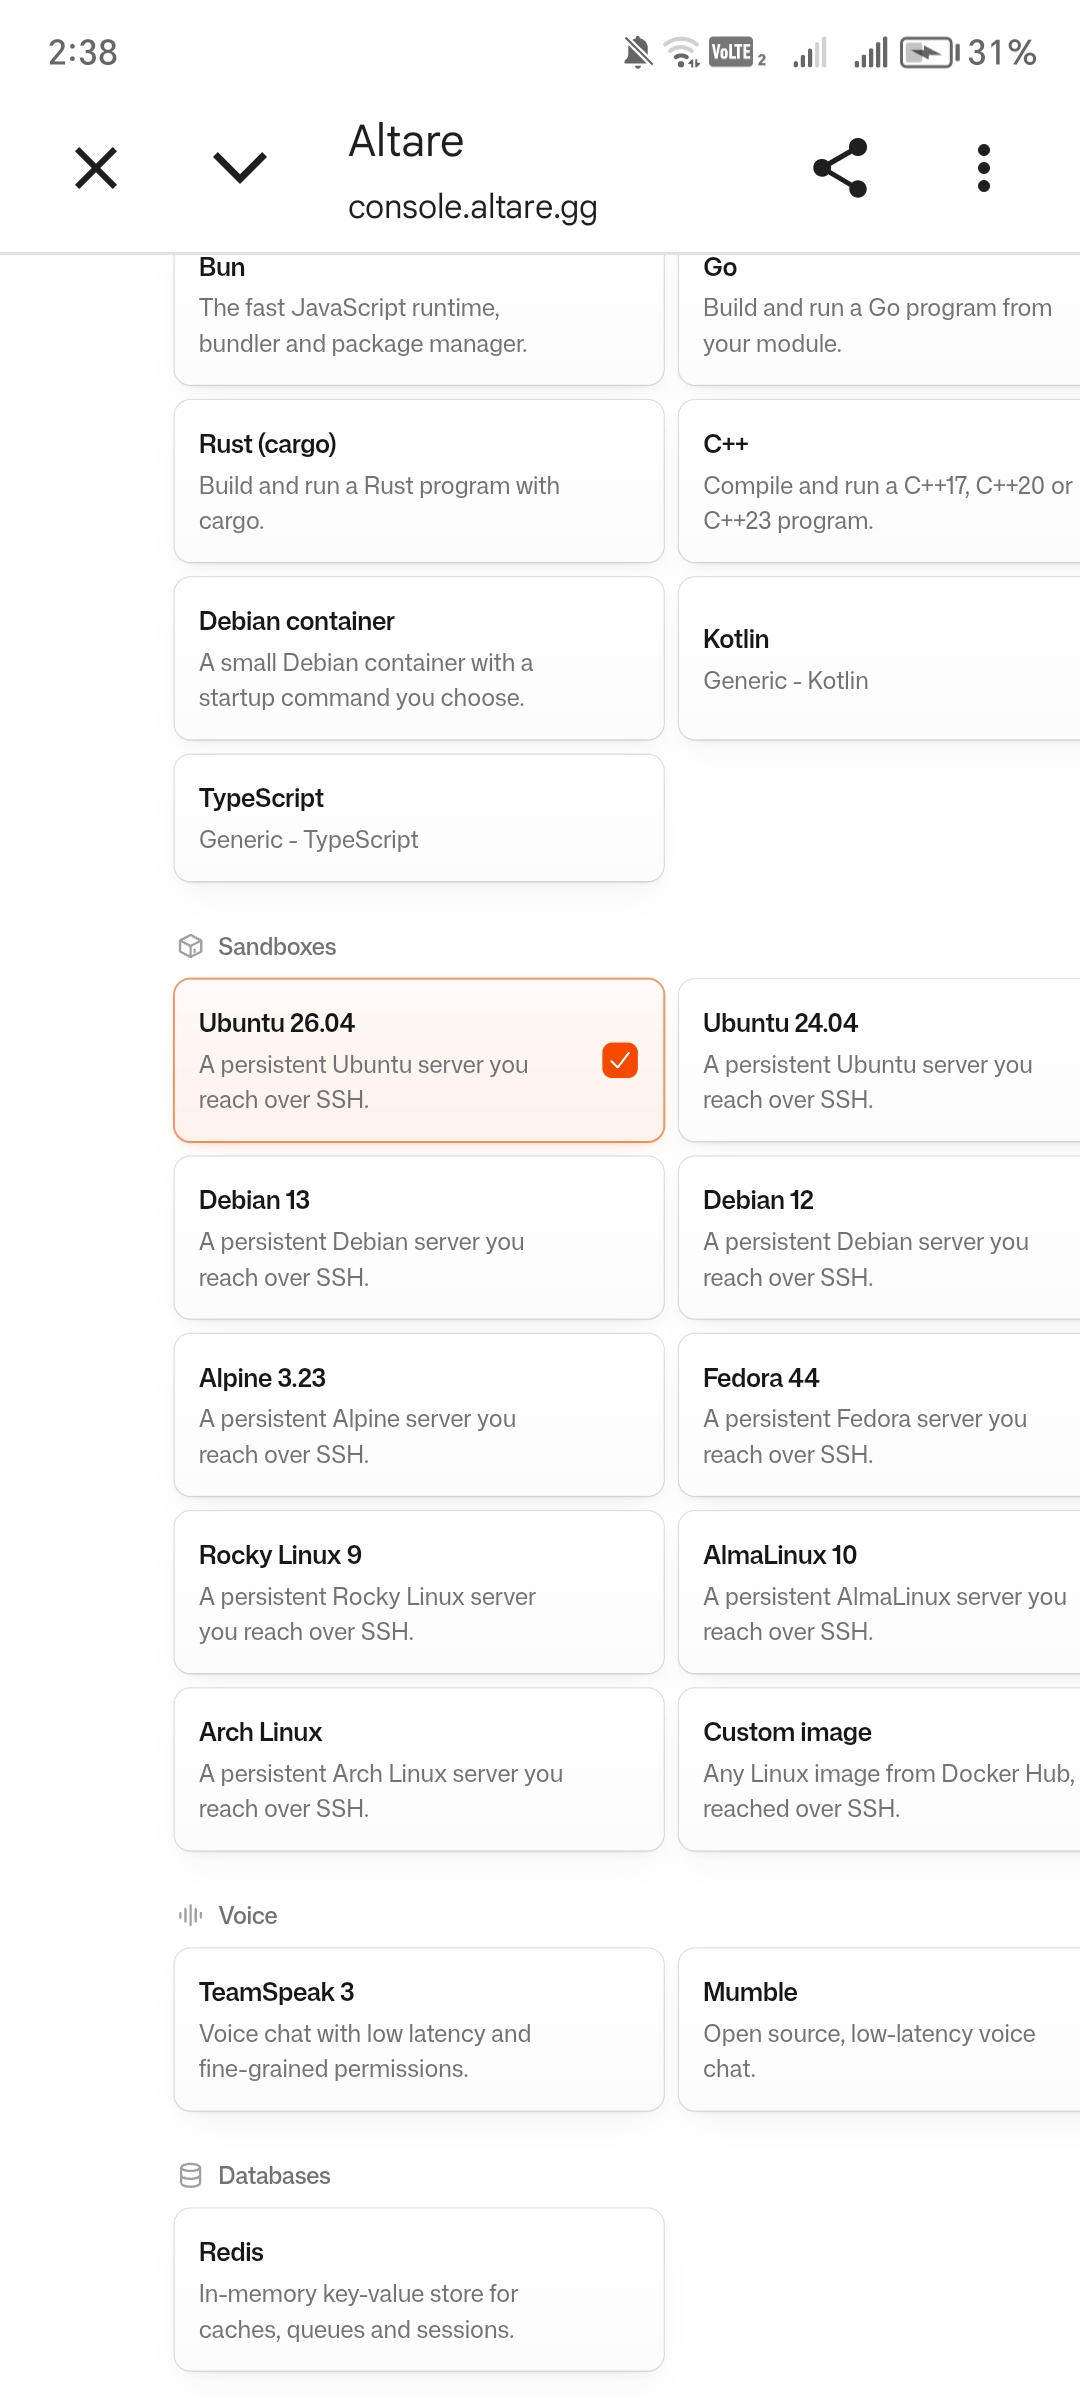 2:38
VoLTE 2
31%
Altare
console.altare.gg
Bun
The fast JavaScript runtime,
bundler and package manager.
Go
Build and run a Go program from
your module.
Rust (cargo)
Build and run a Rust program with
cargo.
C++
Compile and run a C++17, C++20 or
C++23 program.
Debian container
A small Debian container with a
startup command you choose.
Kotlin
Generic - Kotlin
TypeScript
Generic - TypeScript
Sandboxes
Ubuntu 26.04
A persistent Ubuntu server you
reach over SSH.
Ubuntu 24.04
A persistent Ubuntu server you
reach over SSH.
Debian 13
A persistent Debian server you
reach over SSH.
Debian 12
A persistent Debian server you
reach over SSH.
Alpine 3.23
A persistent Alpine server you
reach over SSH.
Fedora 44
A persistent Fedora server you
reach over SSH.
Rocky Linux 9
A persistent Rocky Linux server
you reach over SSH.
AlmaLinux 10
A persistent AlmaLinux server you
reach over SSH.
Arch Linux
A persistent Arch Linux server you
reach over SSH.
Custom image
Any Linux image from Docker Hub,
reached over SSH.
Voice
TeamSpeak 3
Voice chat with low latency and
fine-grained permissions.
Mumble
Open source, low-latency voice
chat.
Databases
Redis
In-memory key-value store for
caches, queues and sessions.